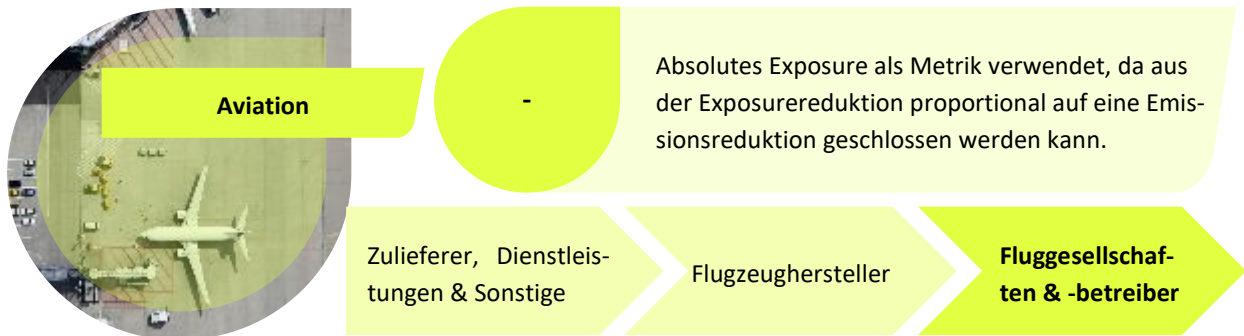 Aviation
-
Absolutes Exposure als Metrik verwendet, da aus
der Exposurereduktion proportional auf eine Emis-
sionsreduktion geschlossen werden kann.
Zulieferer, Dienstleis-
tungen & Sonstige
Flugzeughersteller
Fluggesellschaf-
ten & -betreiber